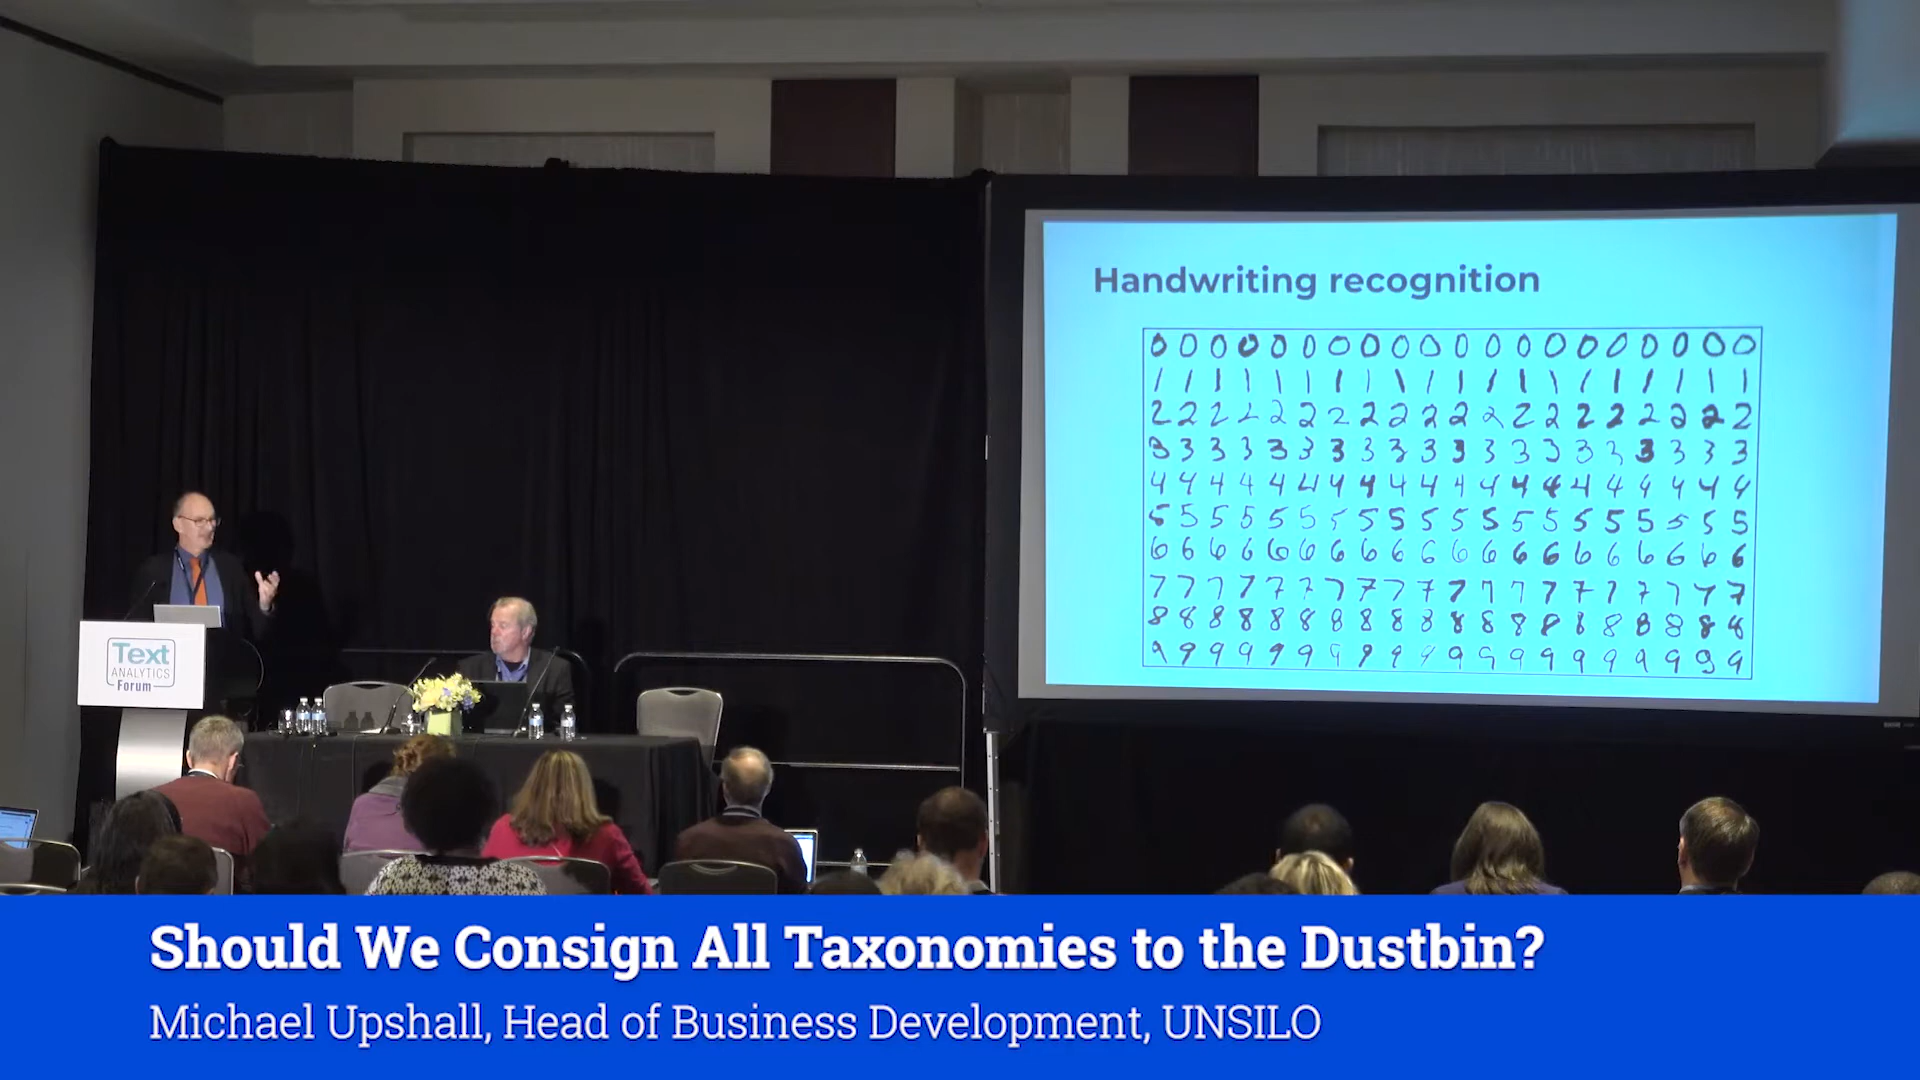 Handwriting recognition
0 0 0 0 0 0 0 0 0 0 0 0 0 0 0 0 0 0 0 0
1 1 1 1 1 1 1 1 1 1 1 1 1 1 1 1 1 1 1 1
2 2 2 2 2 2 2 2 2 2 2 2 2 2 2 2 2 2 2 2
3 3 3 3 3 3 3 3 3 3 3 3 3 3 3 3 3 3 3 3
4 4 4 4 4 4 4 4 4 4 4 4 4 4 4 4 4 4 4 4
5 5 5 5 5 5 5 5 5 5 5 5 5 5 5 5 5 5 5 5
6 6 6 6 6 6 6 6 6 6 6 6 6 6 6 6 6 6 6 6
7 7 7 7 7 7 7 7 7 7 7 7 7 7 7 7 7 7 7 7
8 8 8 8 8 8 8 8 8 8 8 8 8 8 8 8 8 8 8 8
9 9 9 9 9 9 9 9 9 9 9 9 9 9 9 9 9 9 9 9
Text
ANALYTICS
Forum
Should We Consign All Taxonomies to the Dustbin?
Michael Upshall, Head of Business Development, UNSILO